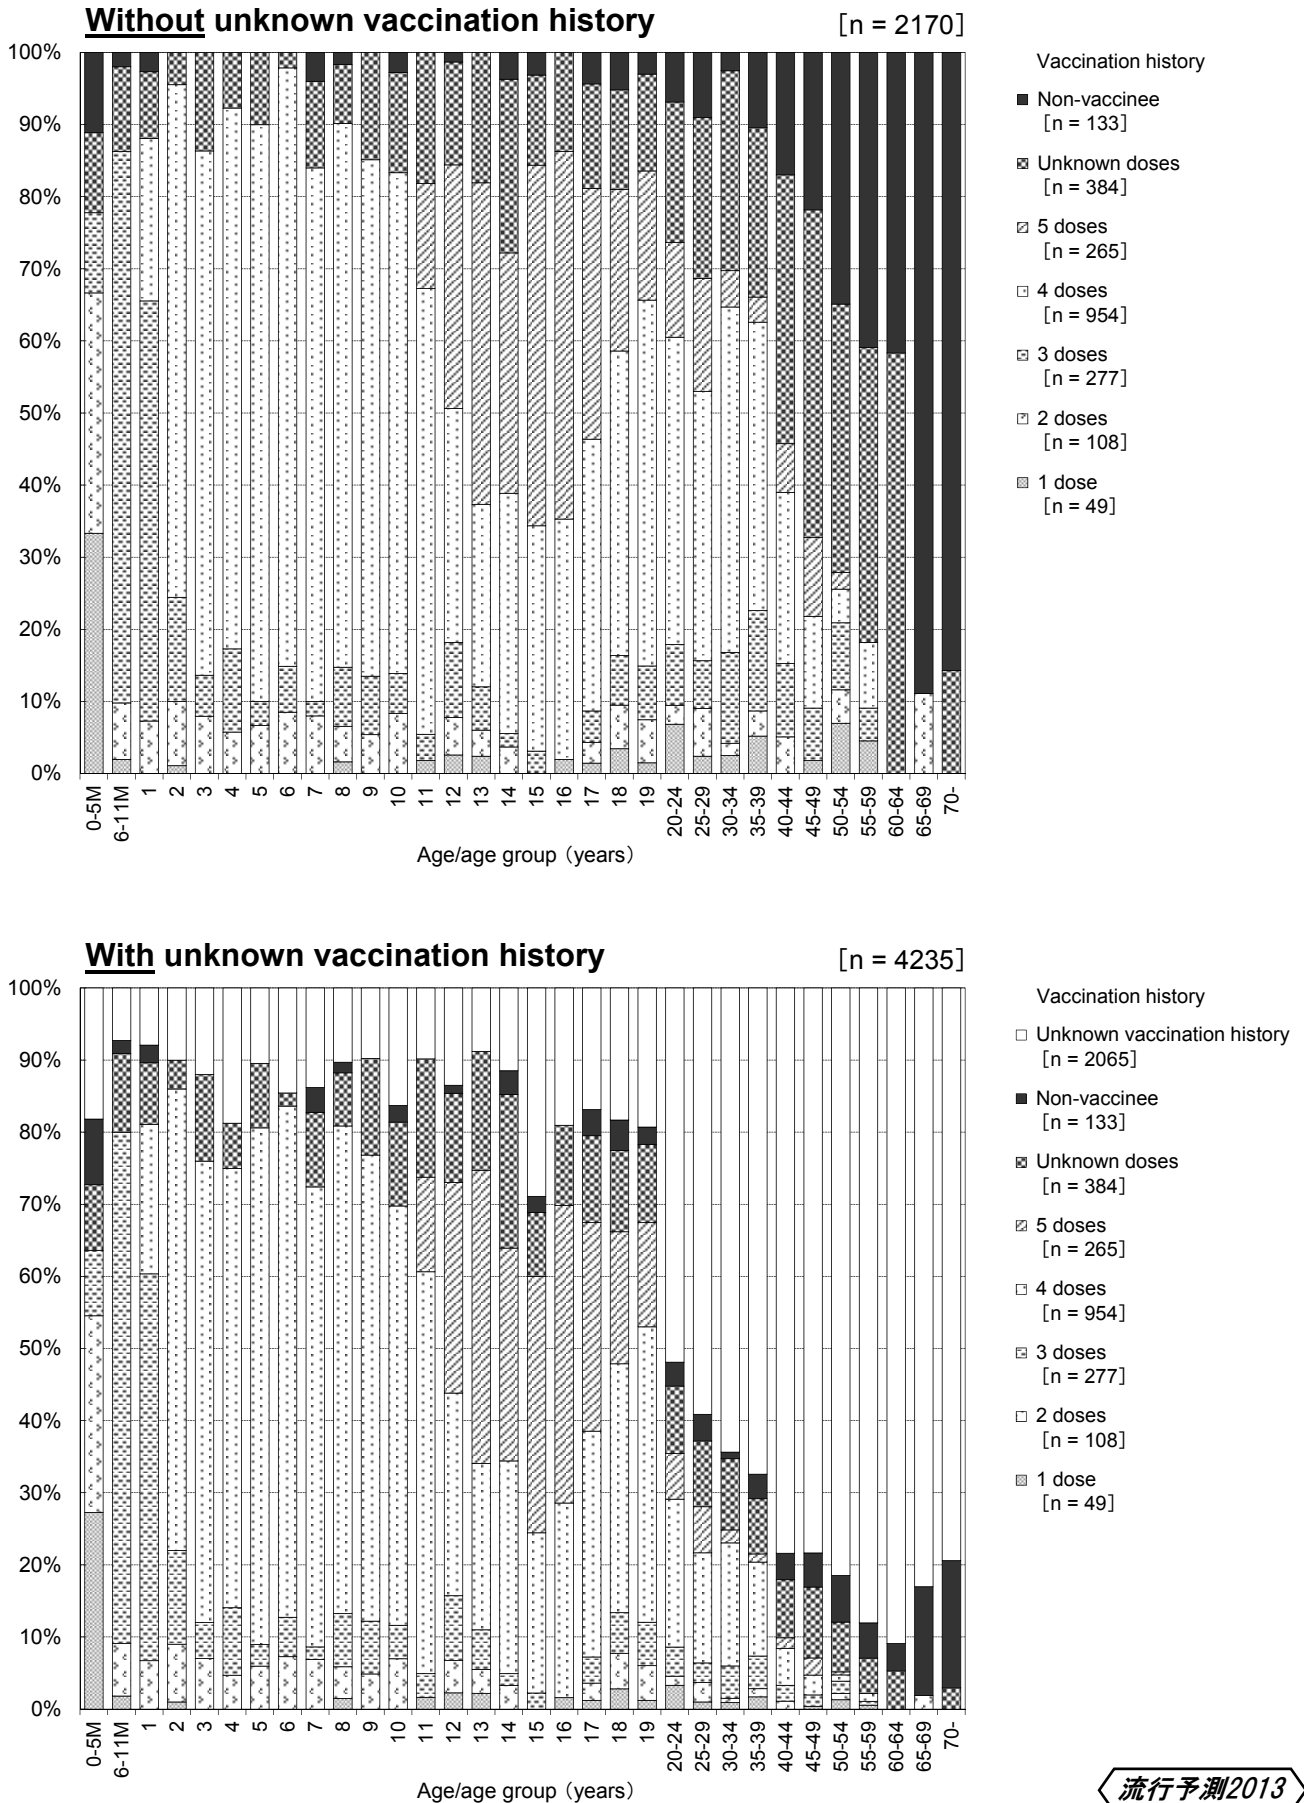 Without unknown vaccination history [n = 2170]
100%
90%
80%
70%
60%
50%
40%
30%
20%
10%
0%
0-5M
6-11M
1
2
3
4
5
6
7
8
9
10
11
12
13
14
15
16
17
18
19
20-24
25-29
30-34
35-39
40-44
45-49
50-54
55-59
60-64
65-69
70-
Age/age group（years）
Vaccination history
Non-vaccinee
[n = 133]
Unknown doses
[n = 384]
5 doses
[n = 265]
4 doses
[n = 954]
3 doses
[n = 277]
2 doses
[n = 108]
1 dose
[n = 49]
With unknown vaccination history [n = 4235]
100%
90%
80%
70%
60%
50%
40%
30%
20%
10%
0%
0-5M
6-11M
1
2
3
4
5
6
7
8
9
10
11
12
13
14
15
16
17
18
19
20-24
25-29
30-34
35-39
40-44
45-49
50-54
55-59
60-64
65-69
70-
Age/age group（years）
Vaccination history
Unknown vaccination history
[n = 2065]
Non-vaccinee
[n = 133]
Unknown doses
[n = 384]
5 doses
[n = 265]
4 doses
[n = 954]
3 doses
[n = 277]
2 doses
[n = 108]
1 dose
[n = 49]
流行予測2013